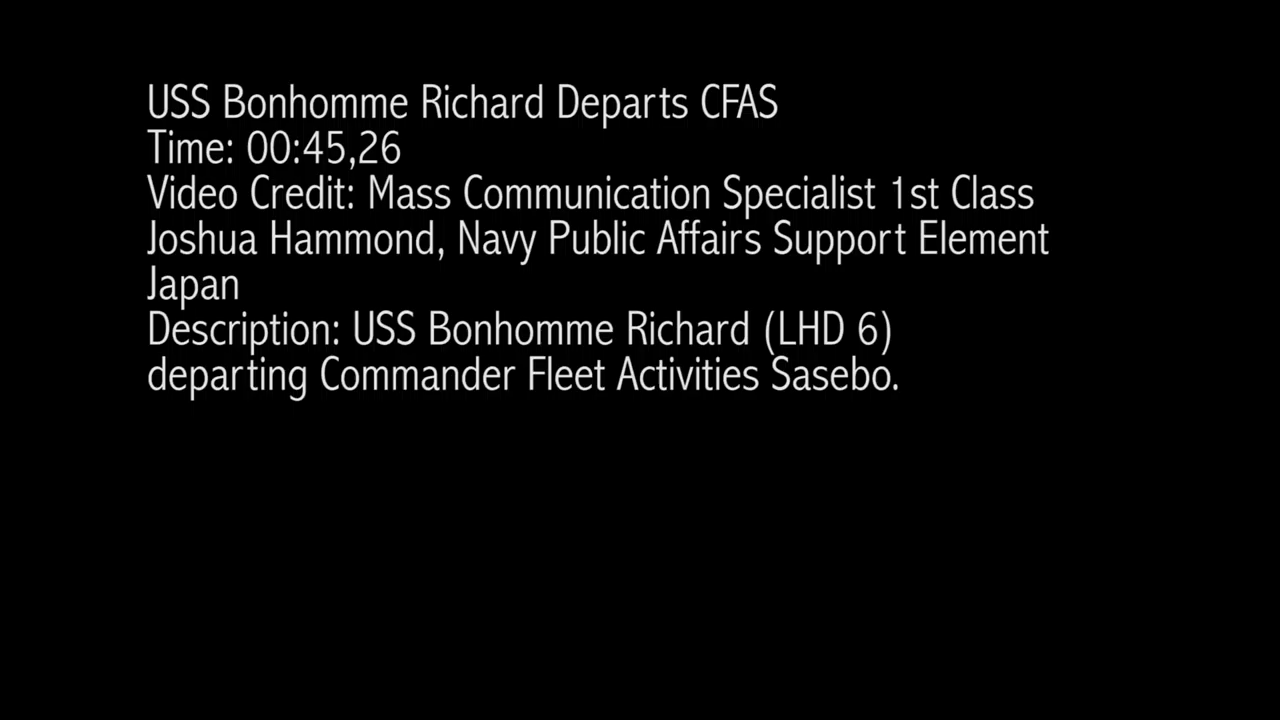 USS Bonhomme Richard Departs CFAS
Time: 00:45,26
Video Credit: Mass Communication Specialist 1st Class
Joshua Hammond, Navy Public Affairs Support Element
Japan
Description: USS Bonhomme Richard (LHD 6)
departing Commander Fleet Activities Sasebo.